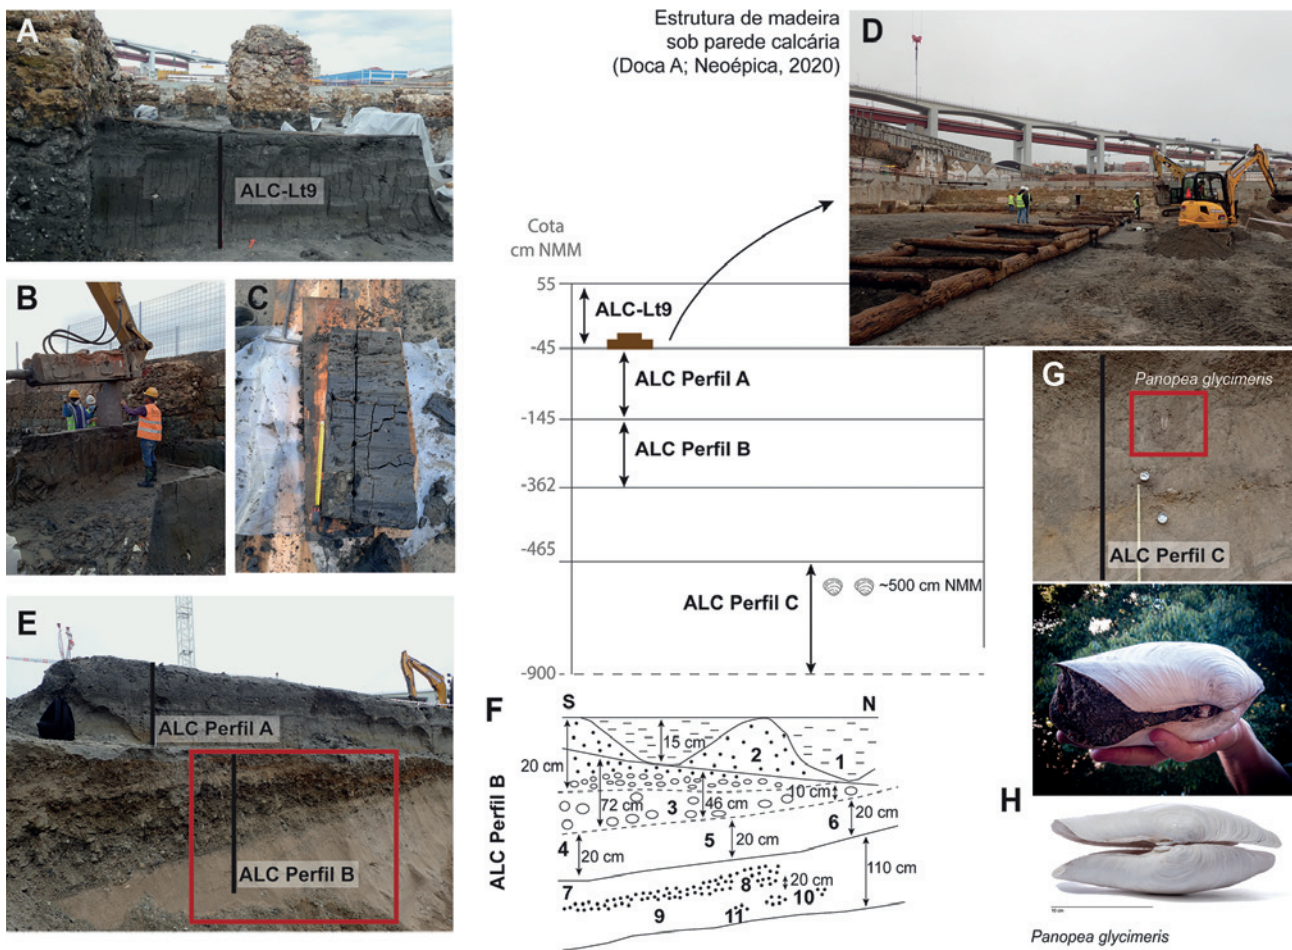 A
ALC-Lt9
B
C
Estrutura de madeira
sob parede calcária
(Doca A; Neoépica, 2020)
D
Cota
cm NMM
55
ALC-Lt9
-45
ALC Perfil A
-145
ALC Perfil B
-362
-465
ALC Perfil C
~500 cm NMM
-900
E
ALC Perfil A
ALC Perfil B
F
S
N
ALC Perfil B
15 cm
2
1
20 cm
10 cm
72 cm
3
46 cm
6
20 cm
5
4
20 cm
20 cm
110 cm
7
8
20 cm
9
11
10
G
Panopea glycimeris
ALC Perfil C
H
10 cm
Panopea glycimeris